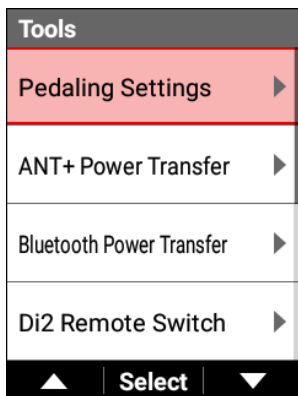 Tools
Pedaling Settings
ANT+ Power Transfer
Bluetooth Power Transfer
Di2 Remote Switch
Select